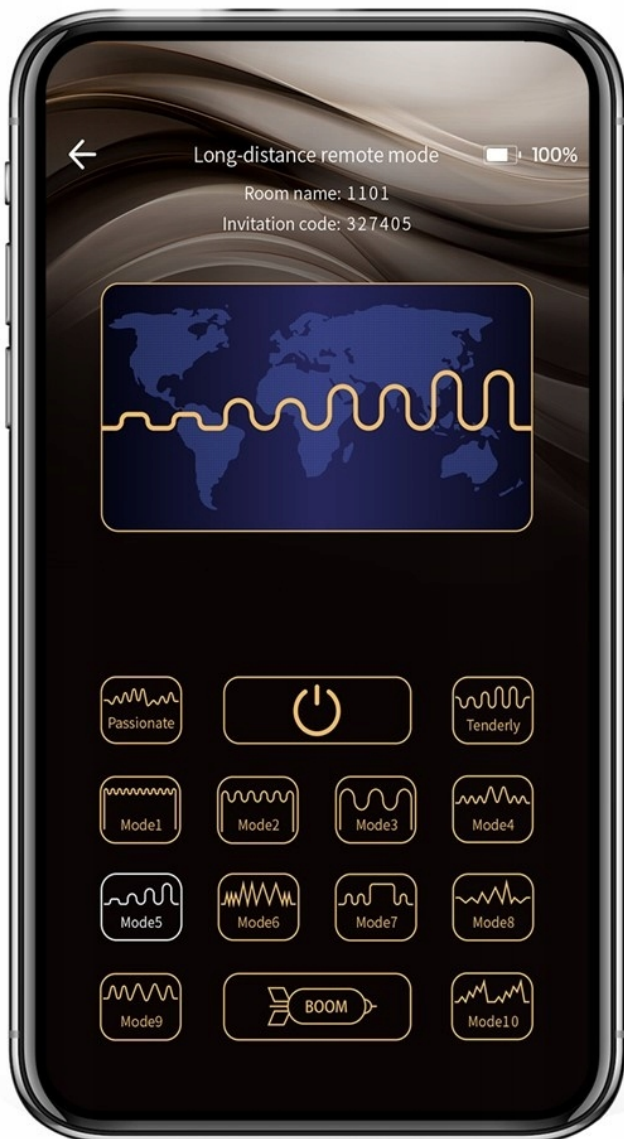 Long-distance remote mode 100%
Room name: 1101
Invitation code: 327405
Passionate
Tenderly
Mode1 Mode2 Mode3 Mode4
Mode5 Mode6 Mode7 Mode8
Mode9 BOOM Mode10